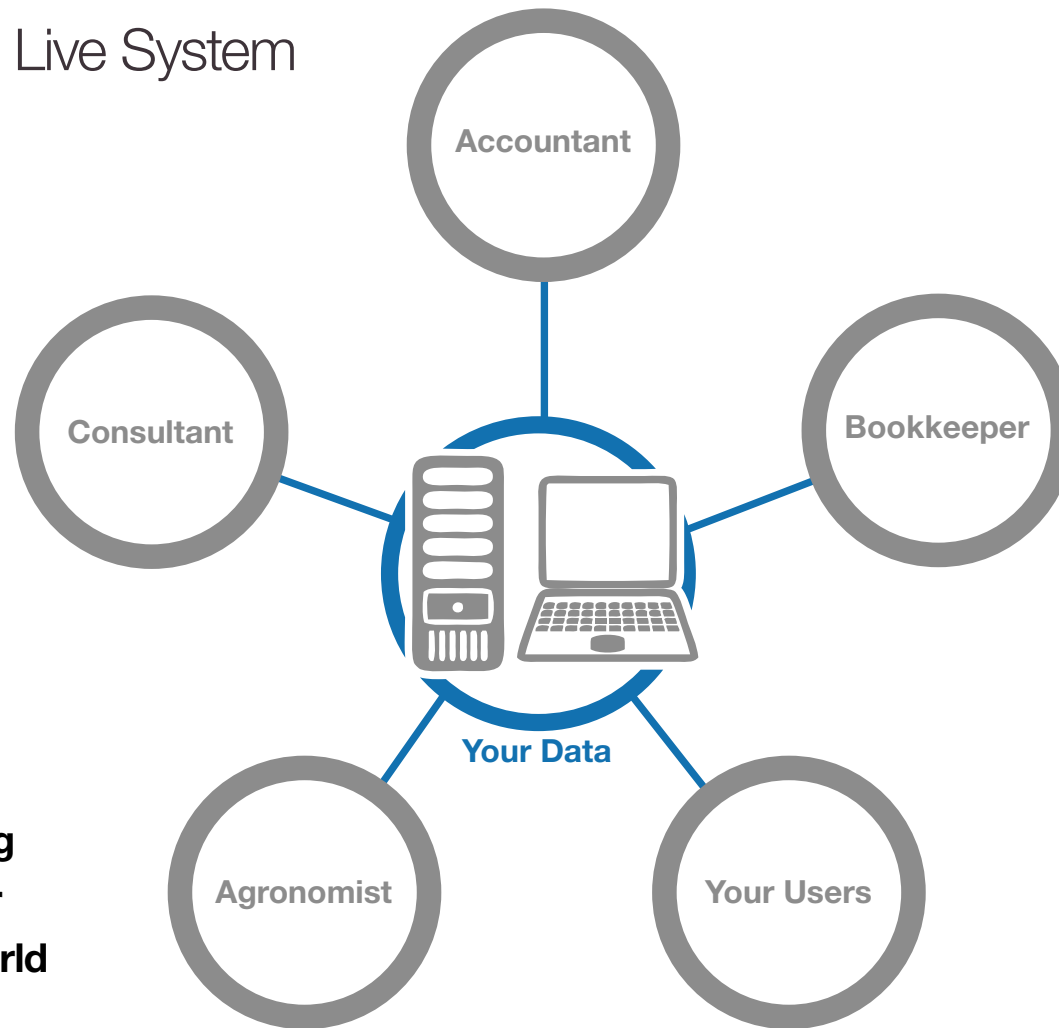 Live System
Accountant
Consultant
Bookkeeper
Your Data
Agronomist
Your Users